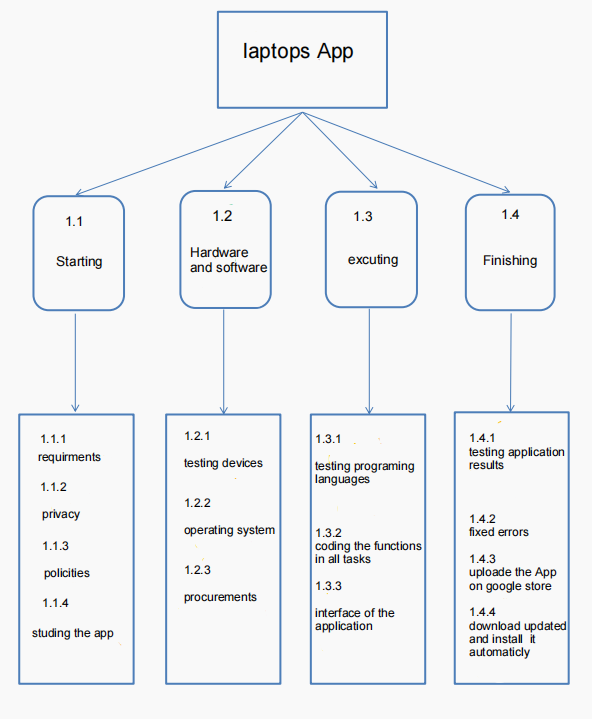 laptops App
1.1
Starting
1.2
Hardware
and software
1.3
excuting
1.4
Finishing
1.1.1
requirments
1.1.2
privacy
1.1.3
policities
1.1.4
studing the app
1.2.1
testing devices
1.2.2
operating system
1.2.3
procurements
1.3.1
testing programing
languages
1.3.2
coding the functions
in all tasks
1.3.3
interface of the
application
1.4.1
testing application
results
1.4.2
fixed errors
1.4.3
uploade the App
on google store
1.4.4
download updated
and install it
automaticly